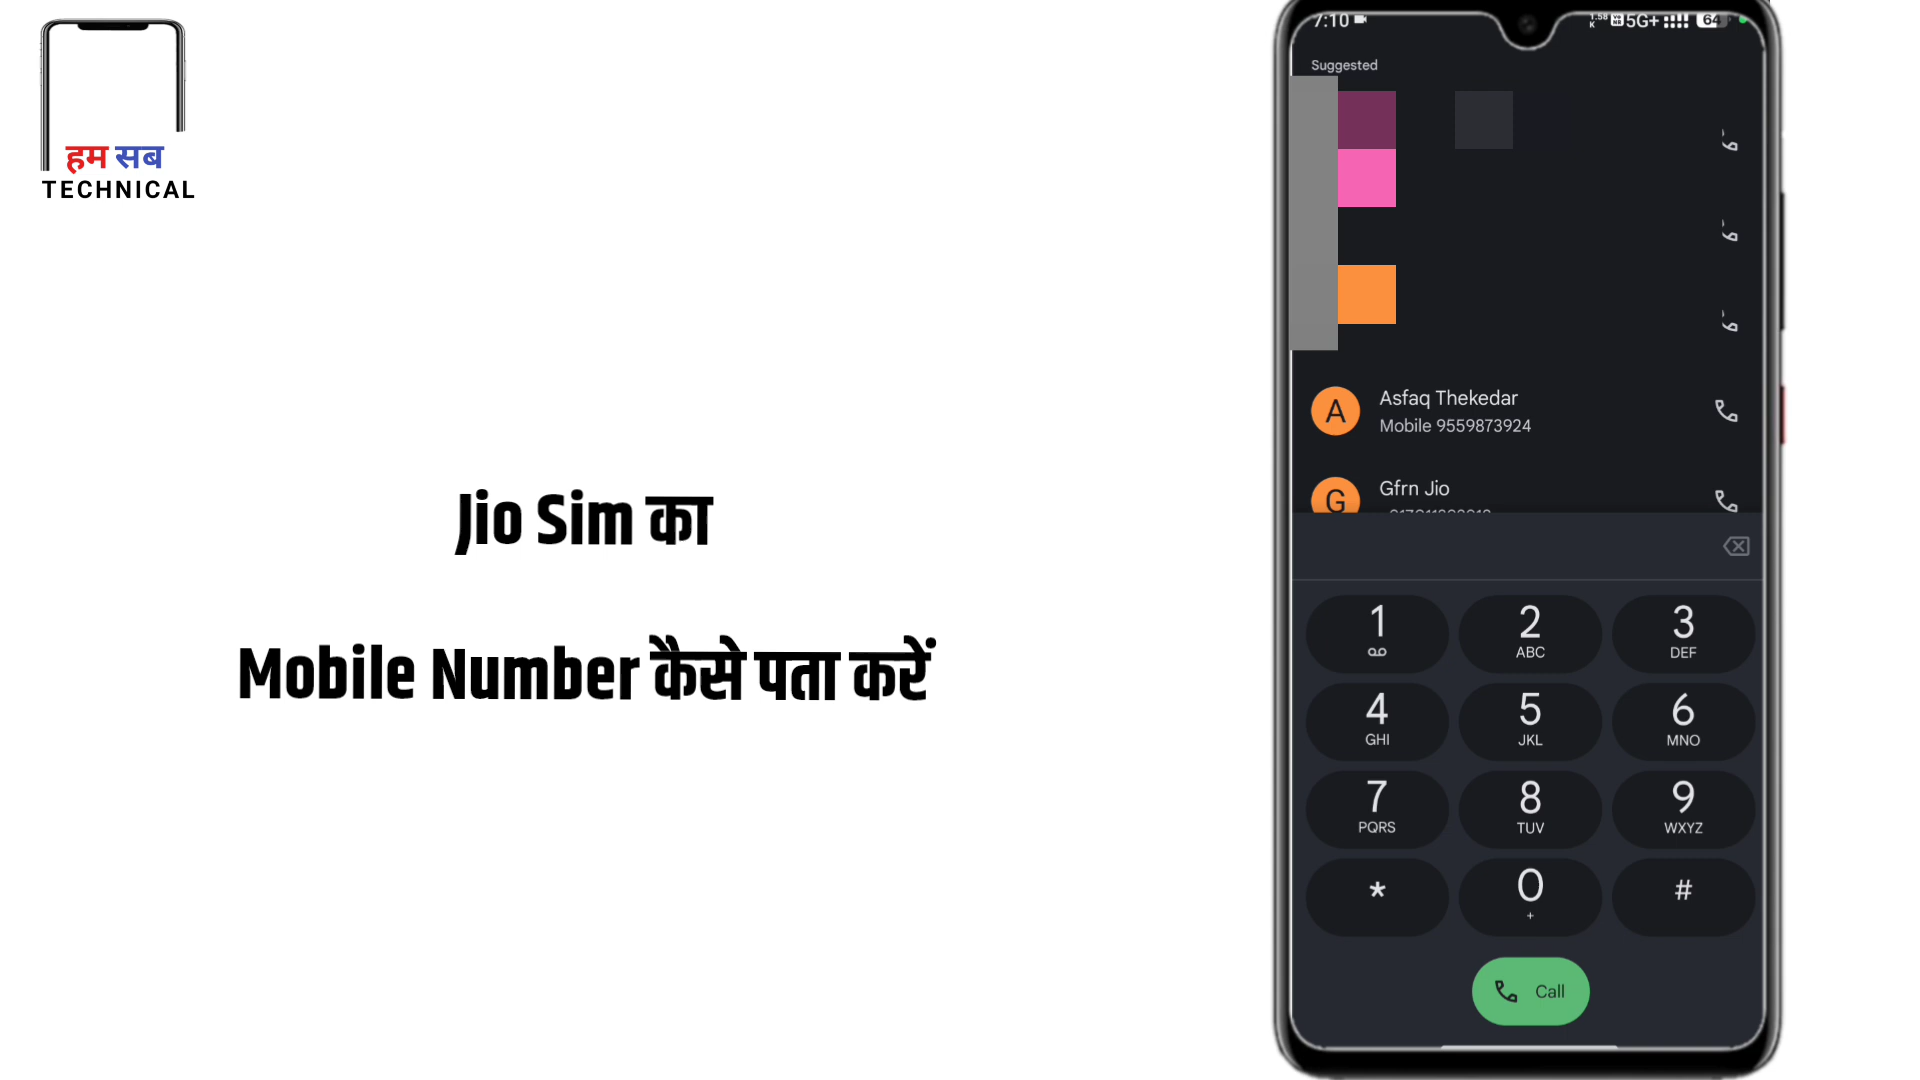 हम सब
TECHNICAL
Jio Sim का
Mobile Number कैसे पता करें
7:10
5G+
64
Suggested
Asfaq Thekedar
Mobile 9559873924
Gfrn Jio
1
2
ABC
3
DEF
4
GHI
5
JKL
6
MNO
7
PQRS
8
TUV
9
WXYZ
*
0
+
#
Call